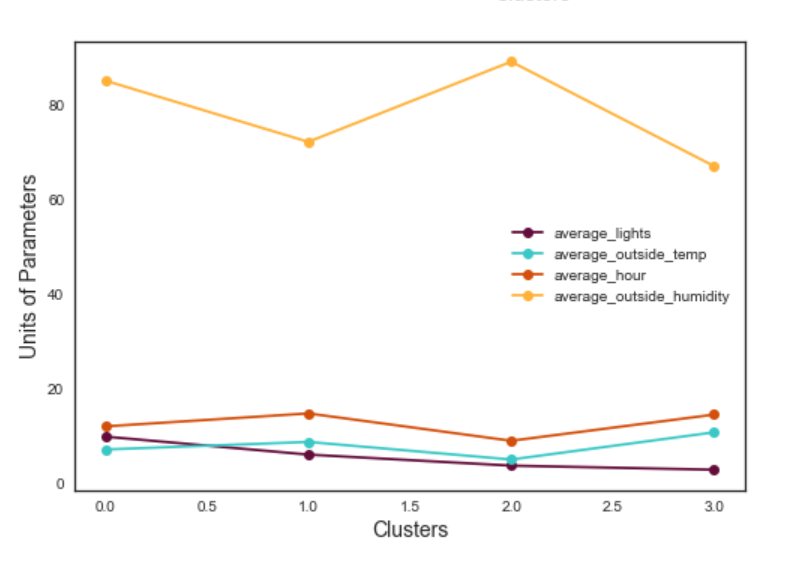 80
60
40
20
0
Units of Parameters
average_lights
average_outside_temp
average_hour
average_outside_humidity
0.0 0.5 1.0 1.5 2.0 2.5 3.0
Clusters